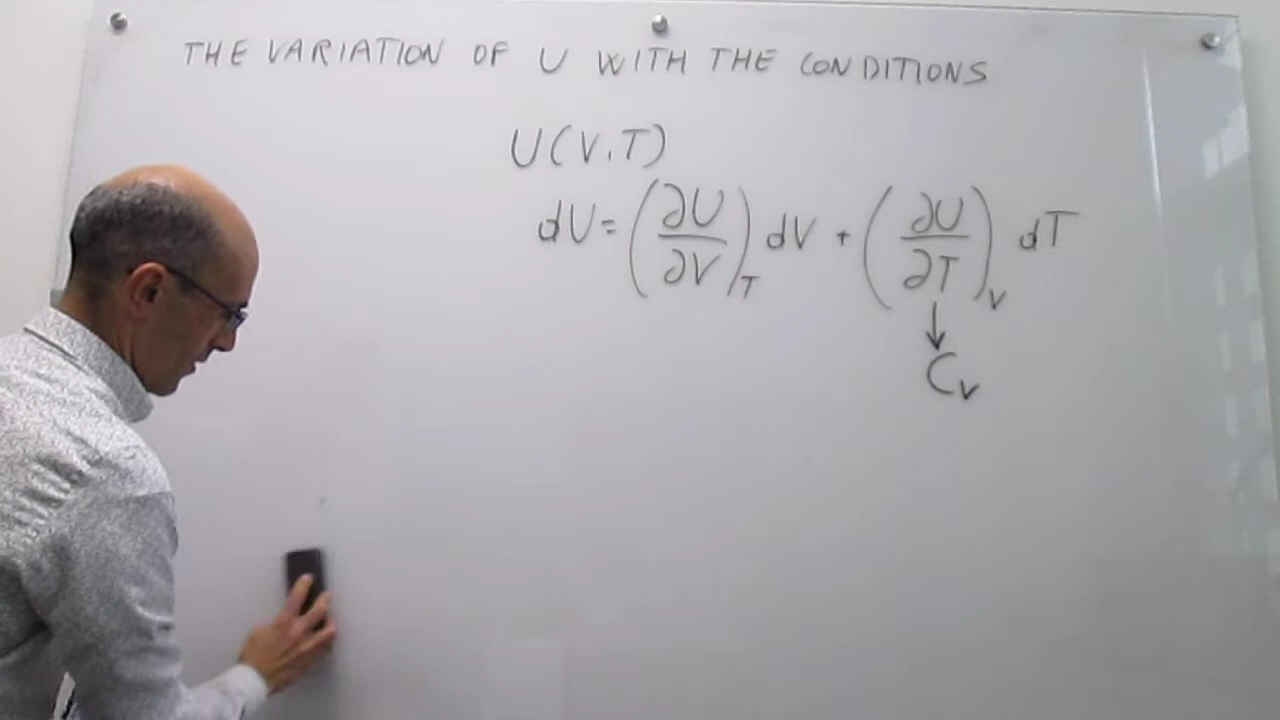 THE VARIATION OF U WITH THE CONDITIONS
U(V,T)
dU = (∂U/∂V)_T dV + (∂U/∂T)_V dT
↓
C_V